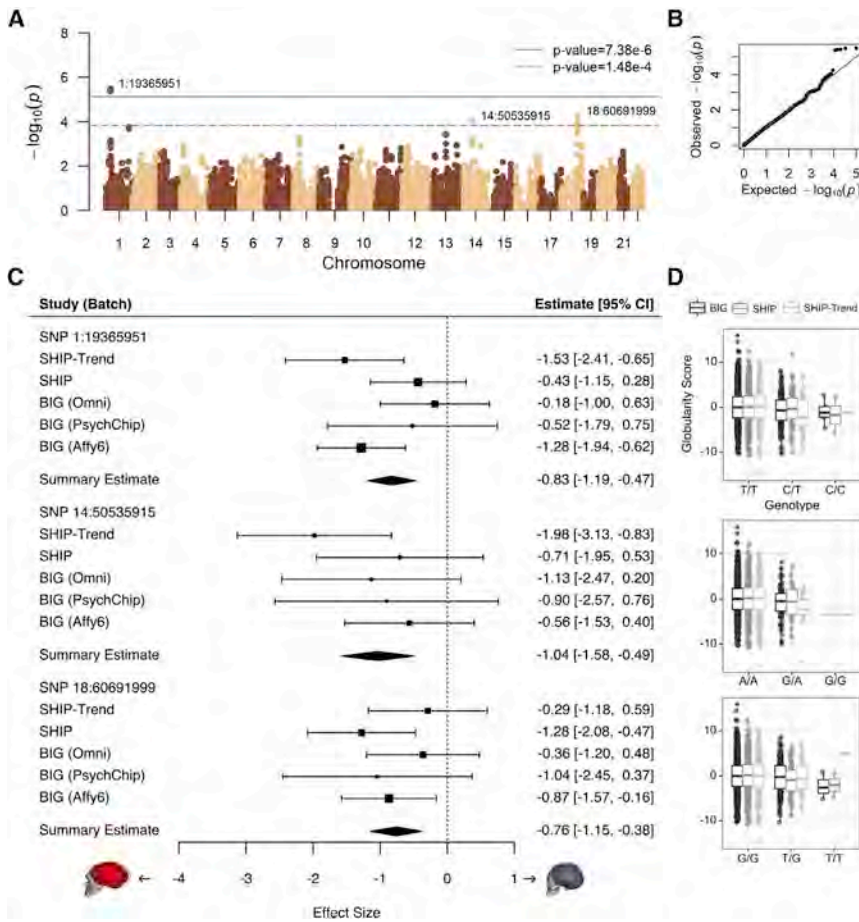 A
8
6
4
2
0
− log10(p)
1:19365951
14:50535915
18:60691999
p-value=7.38e-6
p-value=1.48e-4
1 2 3 4 5 6 7 8 9 10 11 12 13 14 15 17 19 21
Chromosome
B
Observed − log10(p)
4
2
0
0 1 2 3 4 5
Expected − log10(p)
C
Study (Batch) Estimate [95% CI]
SNP 1:19365951
SHIP-Trend -1.53 [-2.41, -0.65]
SHIP -0.43 [-1.15, 0.28]
BIG (Omni) -0.18 [-1.00, 0.63]
BIG (PsychChip) -0.52 [-1.79, 0.75]
BIG (Affy6) -1.28 [-1.94, -0.62]
Summary Estimate -0.83 [-1.19, -0.47]
SNP 14:50535915
SHIP-Trend -1.98 [-3.13, -0.83]
SHIP -0.71 [-1.95, 0.53]
BIG (Omni) -1.13 [-2.47, 0.20]
BIG (PsychChip) -0.90 [-2.57, 0.76]
BIG (Affy6) -0.56 [-1.53, 0.40]
Summary Estimate -1.04 [-1.58, -0.49]
SNP 18:60691999
SHIP-Trend -0.29 [-1.18, 0.59]
SHIP -1.28 [-2.08, -0.47]
BIG (Omni) -0.36 [-1.20, 0.48]
BIG (PsychChip) -1.04 [-2.45, 0.37]
BIG (Affy6) -0.87 [-1.57, -0.16]
Summary Estimate -0.76 [-1.15, -0.38]
← →
-4 -3 -2 -1 0 1
Effect Size
D
BIG SHIP SHIP-Trend
Globularity Score
10
0
-10
T/T C/T C/C
Genotype
10
0
-10
A/A G/A G/G
10
0
-10
G/G T/G T/T